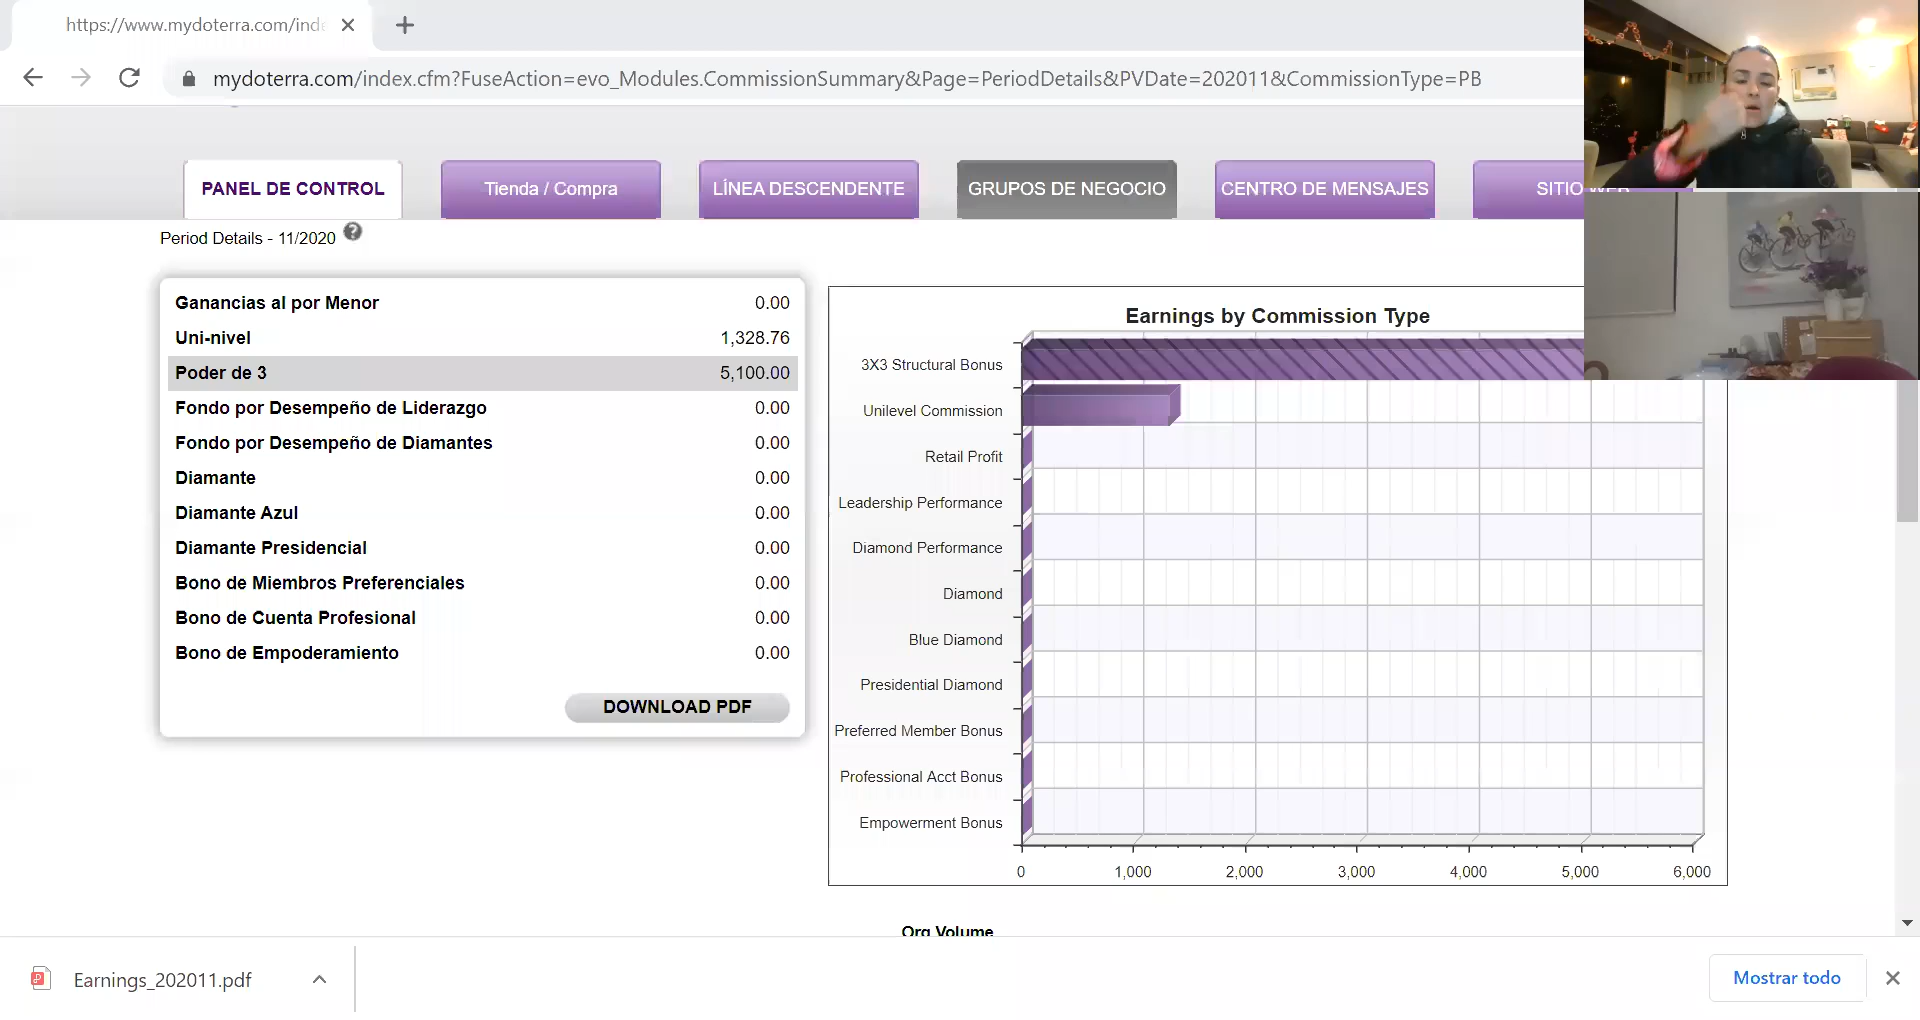 https://www.mydoterra.com/inde
mydoterra.com/index.cfm?FuseAction=evo_Modules.CommissionSummary&Page=PeriodDetails&PVDate=202011&CommissionType=PB
PANEL DE CONTROL
Tienda / Compra
LÍNEA DESCENDENTE
GRUPOS DE NEGOCIO
CENTRO DE MENSAJES
SITIO WEB
Period Details - 11/2020
Ganancias al por Menor 0.00
Uni-nivel 1,328.76
Poder de 3 5,100.00
Fondo por Desempeño de Liderazgo 0.00
Fondo por Desempeño de Diamantes 0.00
Diamante 0.00
Diamante Azul 0.00
Diamante Presidencial 0.00
Bono de Miembros Preferenciales 0.00
Bono de Cuenta Profesional 0.00
Bono de Empoderamiento 0.00
DOWNLOAD PDF
Earnings by Commission Type
3X3 Structural Bonus
Unilevel Commission
Retail Profit
Leadership Performance
Diamond Performance
Diamond
Blue Diamond
Presidential Diamond
Preferred Member Bonus
Professional Acct Bonus
Empowerment Bonus
0 1,000 2,000 3,000 4,000 5,000 6,000
Org Volume
Earnings_202011.pdf
Mostrar todo